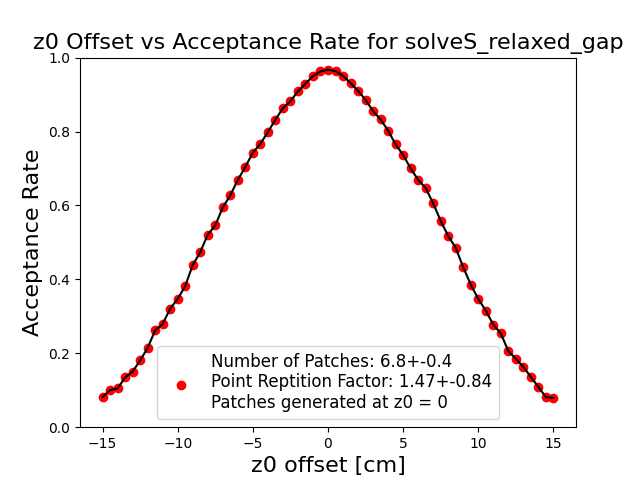 z0 Offset vs Acceptance Rate for solveS_relaxed_gap
1.0
0.8
0.6
0.4
0.2
0.0
Acceptance Rate
Number of Patches: 6.8+-0.4
Point Reptition Factor: 1.47+-0.84
Patches generated at z0 = 0
−15
−10
−5
0
5
10
15
z0 offset [cm]